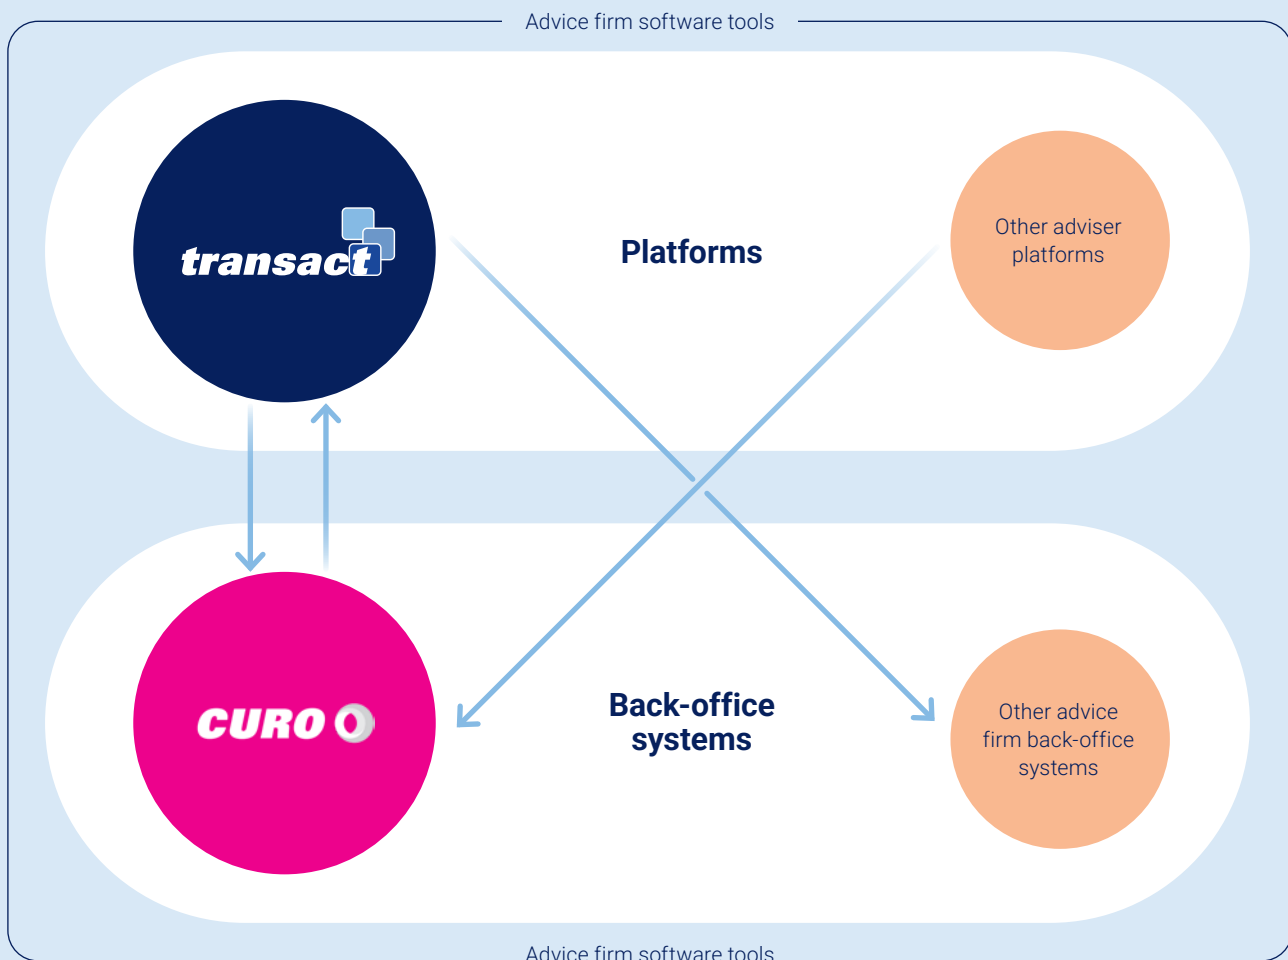 Advice firm software tools
transact
Platforms
Other adviser
platforms
CURO
Back-office
systems
Other advice
firm back-office
systems
Advice firm software tools